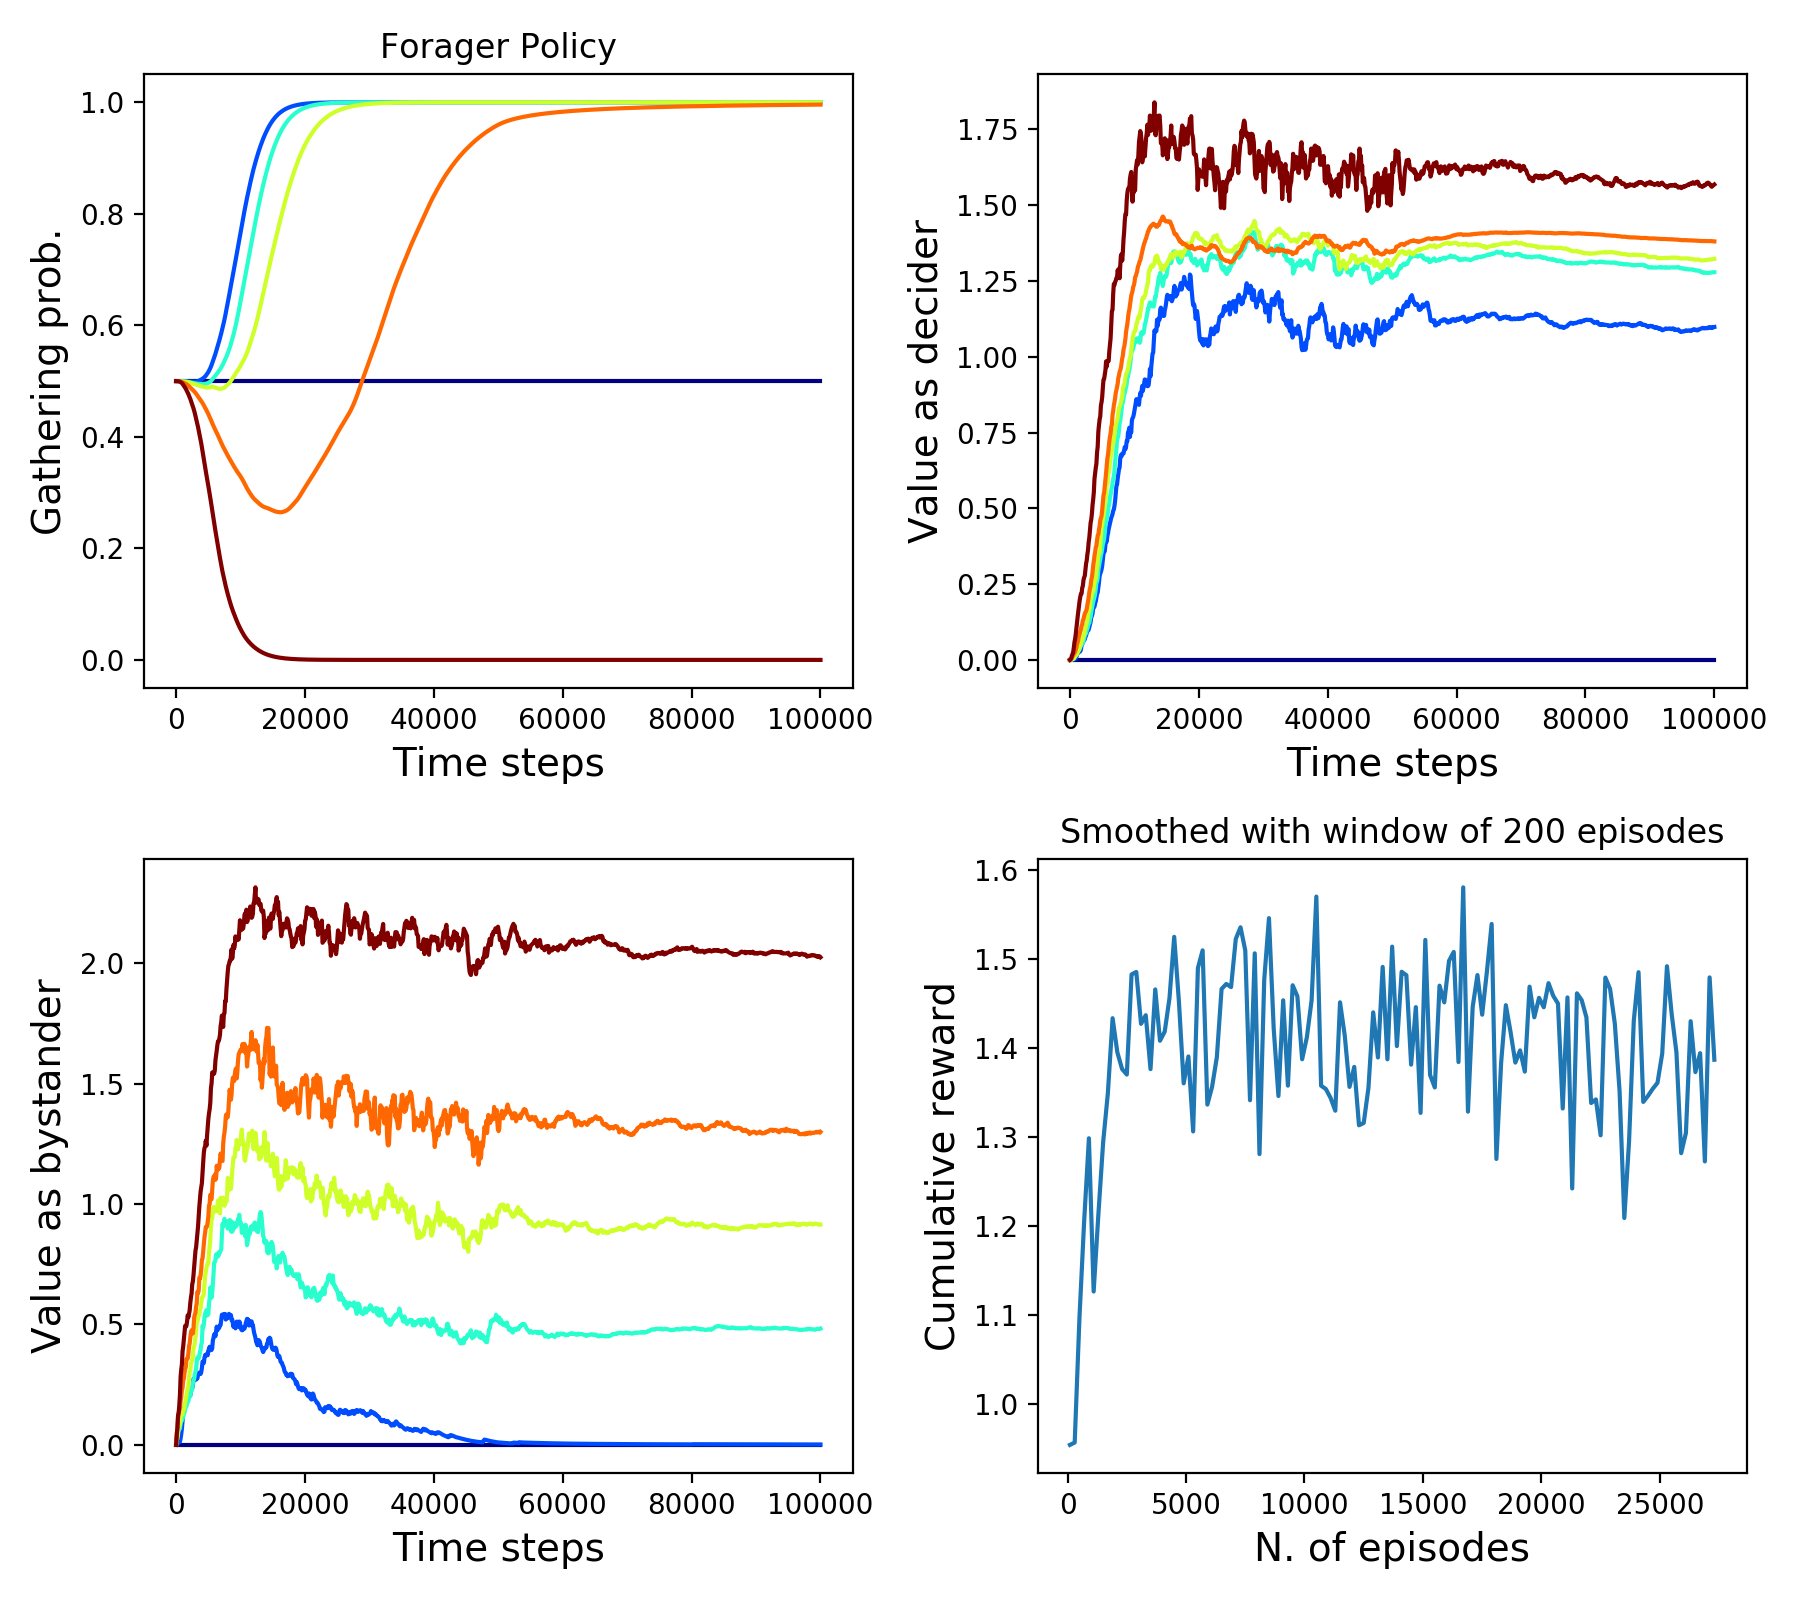 Forager Policy
Gathering prob.
1.0
0.8
0.6
0.4
0.2
0.0
0 20000 40000 60000 80000 100000
Time steps
Value as decider
1.75
1.50
1.25
1.00
0.75
0.50
0.25
0.00
0 20000 40000 60000 80000 100000
Time steps
Value as bystander
2.0
1.5
1.0
0.5
0.0
0 20000 40000 60000 80000 100000
Time steps
Smoothed with window of 200 episodes
Cumulative reward
1.6
1.5
1.4
1.3
1.2
1.1
1.0
0 5000 10000 15000 20000 25000
N. of episodes